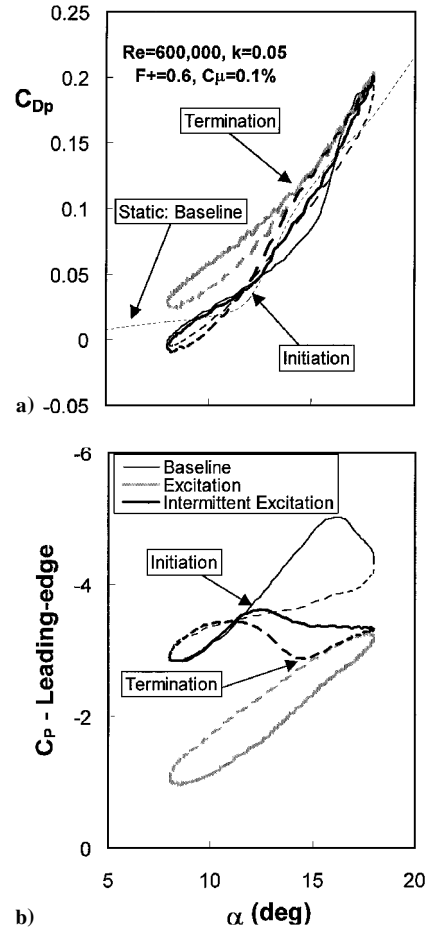 Re=600,000, k=0.05
F+=0.6, Cμ=0.1%
0.25
0.2
C_Dp
0.15
0.1
0.05
0
-0.05
Termination
Static: Baseline
Initiation
a)
-6
-4
-2
0
Baseline
Excitation
Intermittent Excitation
Initiation
Termination
C_P - Leading-edge
5
10
15
20
b)
α (deg)